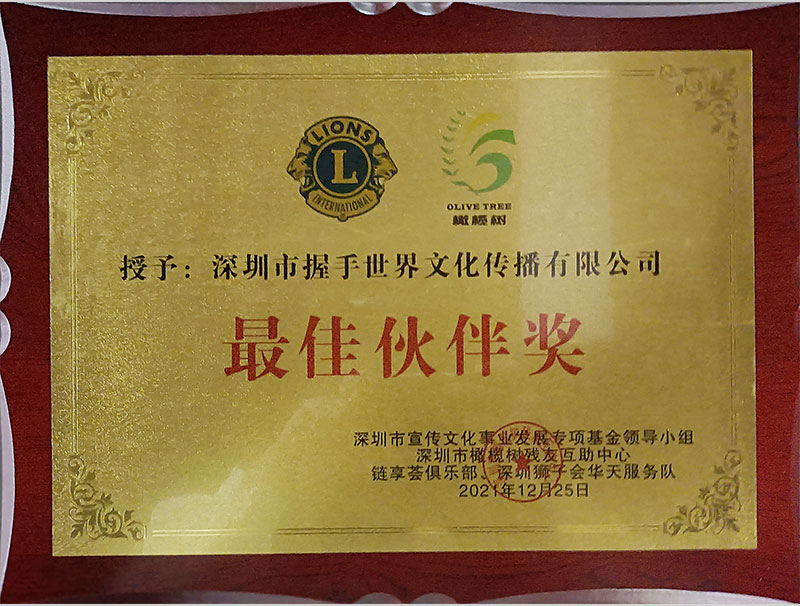 LIONS
L
INTERNATIONAL
OLIVE TREE
橄榄树
授予：深圳市握手世界文化传播有限公司
最佳伙伴奖
深圳市宣传文化事业发展专项基金领导小组
深圳市橄榄树残友互助中心
链享荟俱乐部、深圳狮子会华天服务队
2021年12月25日